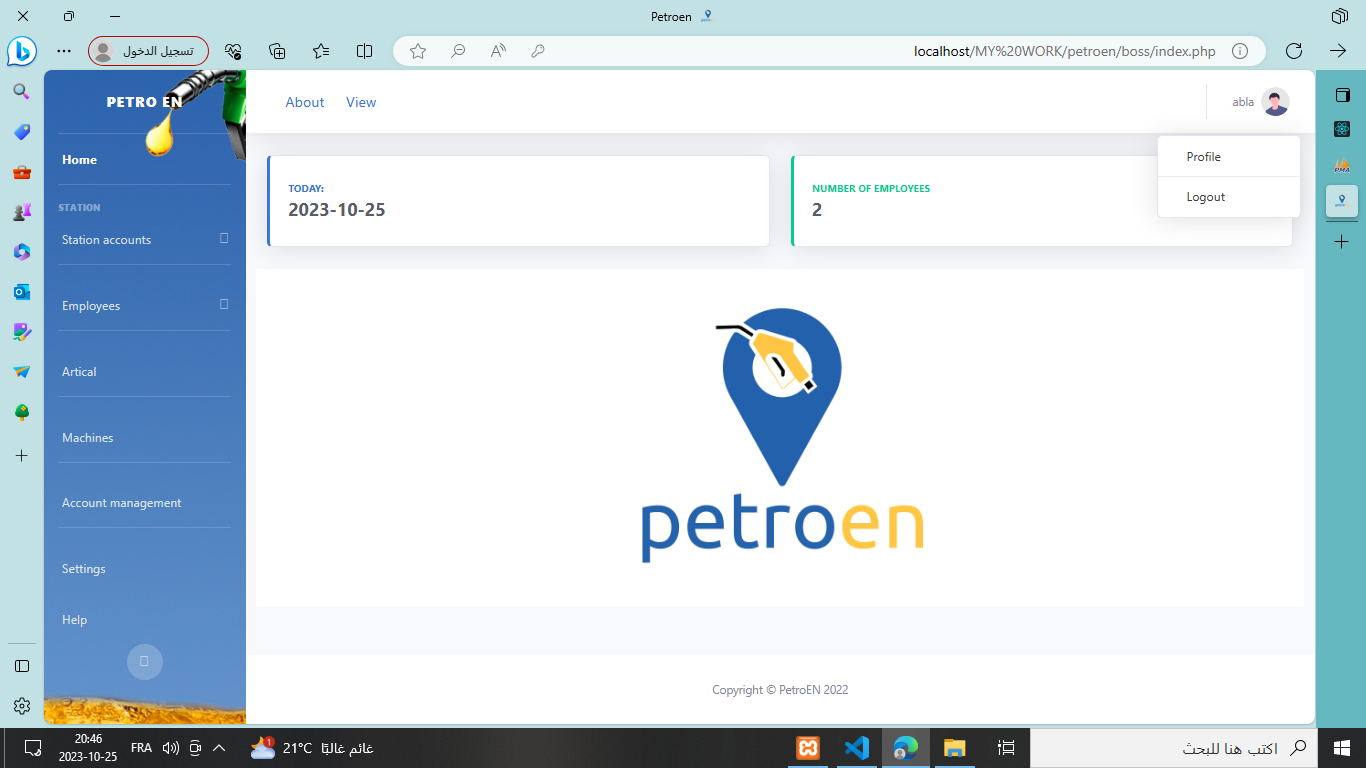 Petroen
تسجيل الدخول
localhost/MY%20WORK/petroen/boss/index.php
PETRO EN
About
View
abla
Profile
Logout
Home
STATION
Station accounts
Employees
Artical
Machines
Account management
Settings
Help
TODAY:
2023-10-25
NUMBER OF EMPLOYEES
2
petroen
Copyright © PetroEN 2022
PMA
20:46
2023-10-25
FRA
1
21°C غائم غالبًا
اكتب هنا للبحث